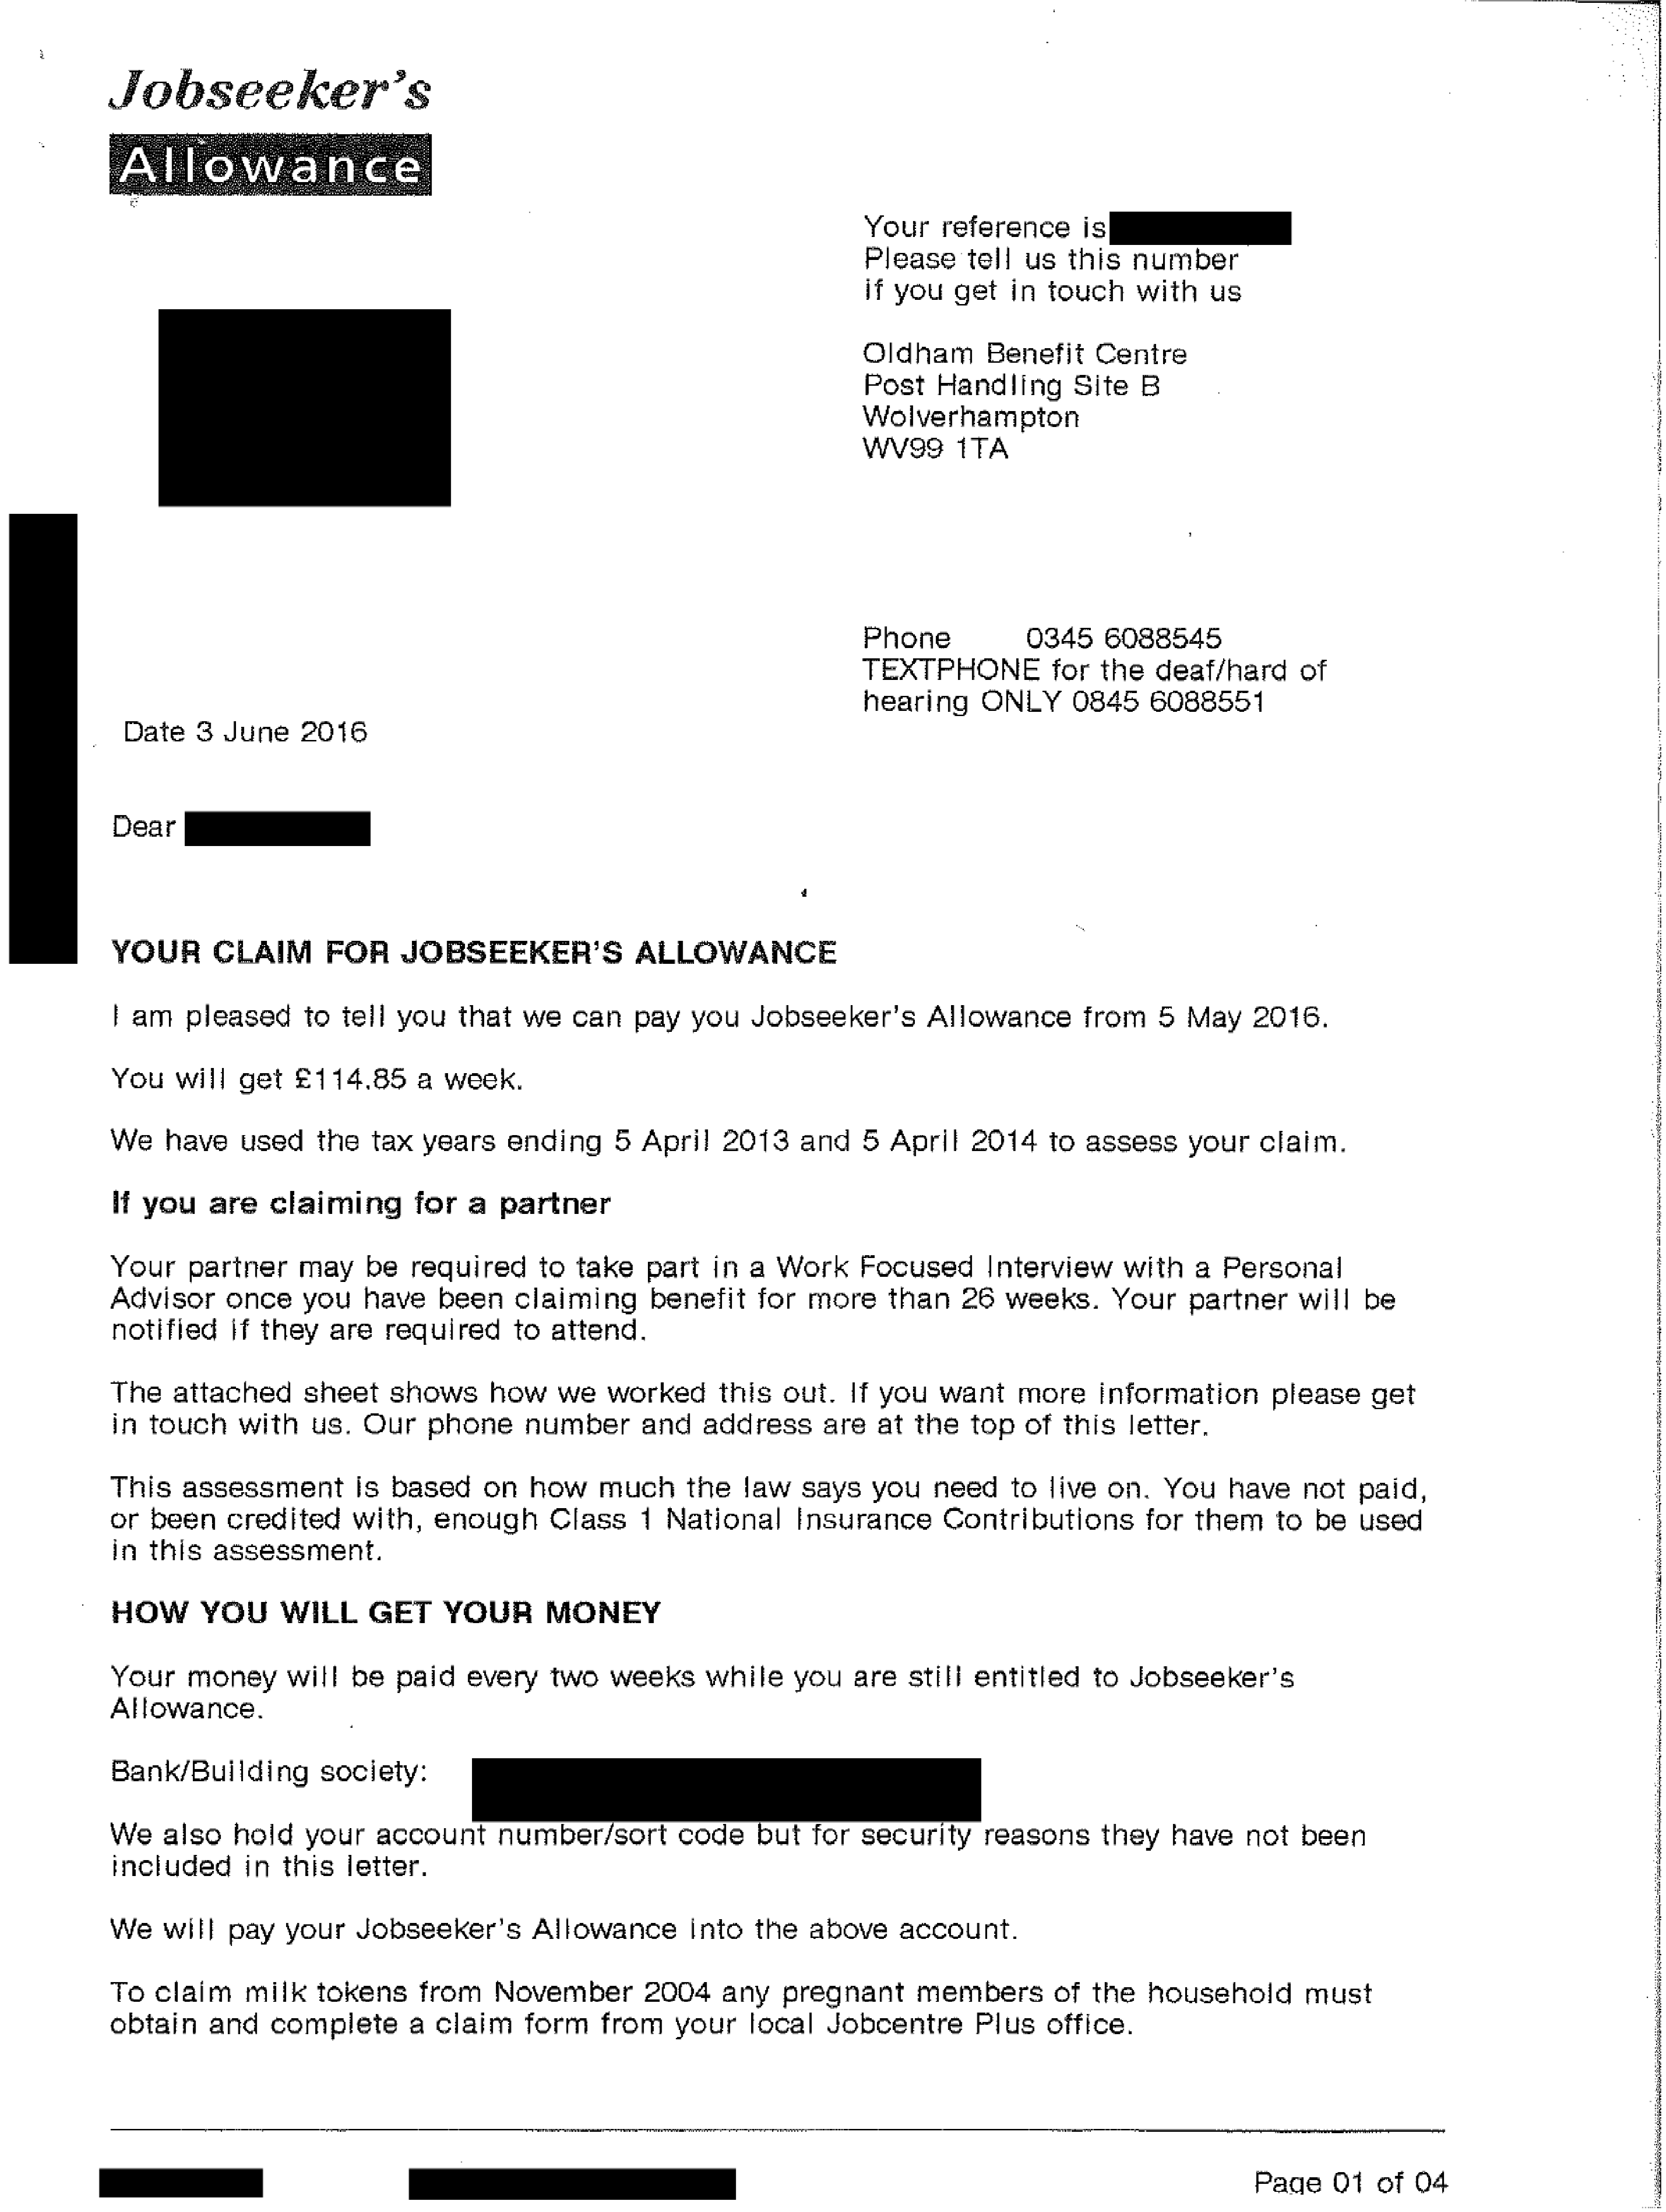 Jobseeker's
Allowance
Your reference is
Please tell us this number
if you get in touch with us
Oldham Benefit Centre
Post Handling Site B
Wolverhampton
WV99 1TA
Phone 0345 6088545
TEXTPHONE for the deaf/hard of
hearing ONLY 0845 6088551
Date 3 June 2016
Dear
YOUR CLAIM FOR JOBSEEKER'S ALLOWANCE
I am pleased to tell you that we can pay you Jobseeker's Allowance from 5 May 2016.
You will get £114.85 a week.
We have used the tax years ending 5 April 2013 and 5 April 2014 to assess your claim.
If you are claiming for a partner
Your partner may be required to take part in a Work Focused Interview with a Personal
Advisor once you have been claiming benefit for more than 26 weeks. Your partner will be
notified if they are required to attend.
The attached sheet shows how we worked this out. If you want more information please get
in touch with us. Our phone number and address are at the top of this letter.
This assessment is based on how much the law says you need to live on. You have not paid,
or been credited with, enough Class 1 National Insurance Contributions for them to be used
in this assessment.
HOW YOU WILL GET YOUR MONEY
Your money will be paid every two weeks while you are still entitled to Jobseeker's
Allowance.
Bank/Building society:
We also hold your account number/sort code but for security reasons they have not been
included in this letter.
We will pay your Jobseeker's Allowance into the above account.
To claim milk tokens from November 2004 any pregnant members of the household must
obtain and complete a claim form from your local Jobcentre Plus office.
Page 01 of 04